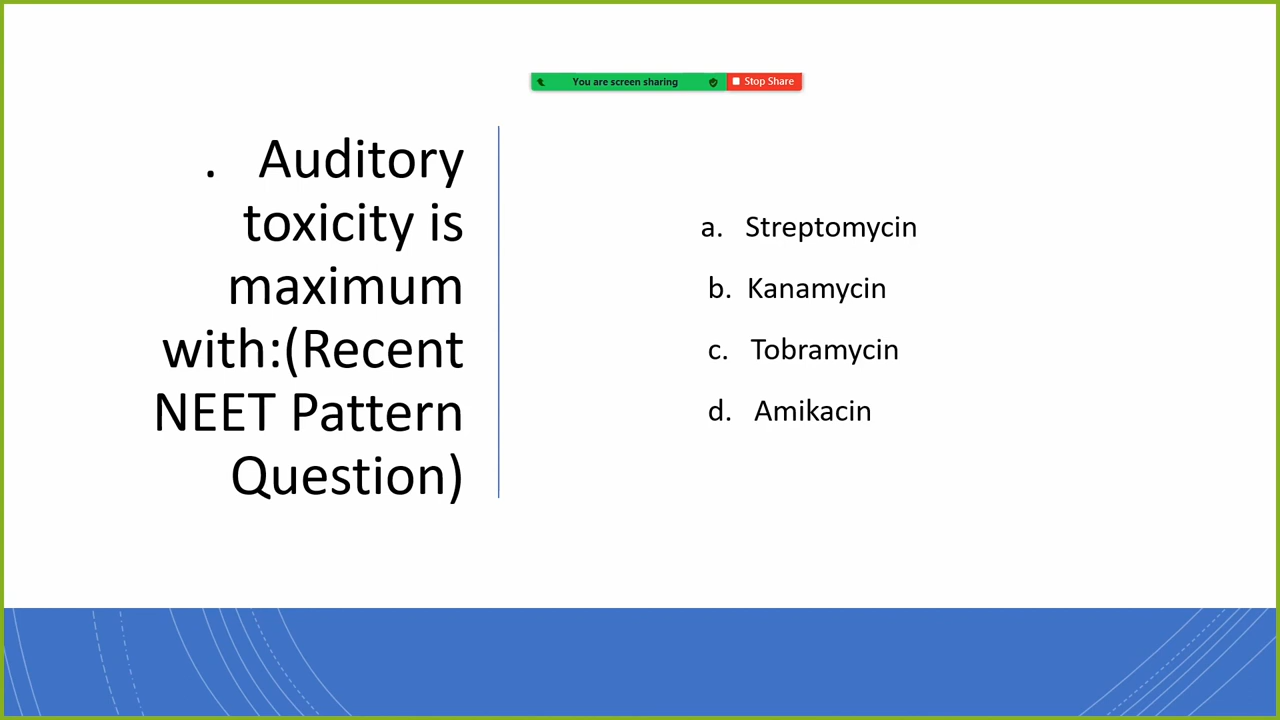 You are screen sharing Stop Share
. Auditory
toxicity is
maximum
with:(Recent
NEET Pattern
Question)
a. Streptomycin
b. Kanamycin
c. Tobramycin
d. Amikacin